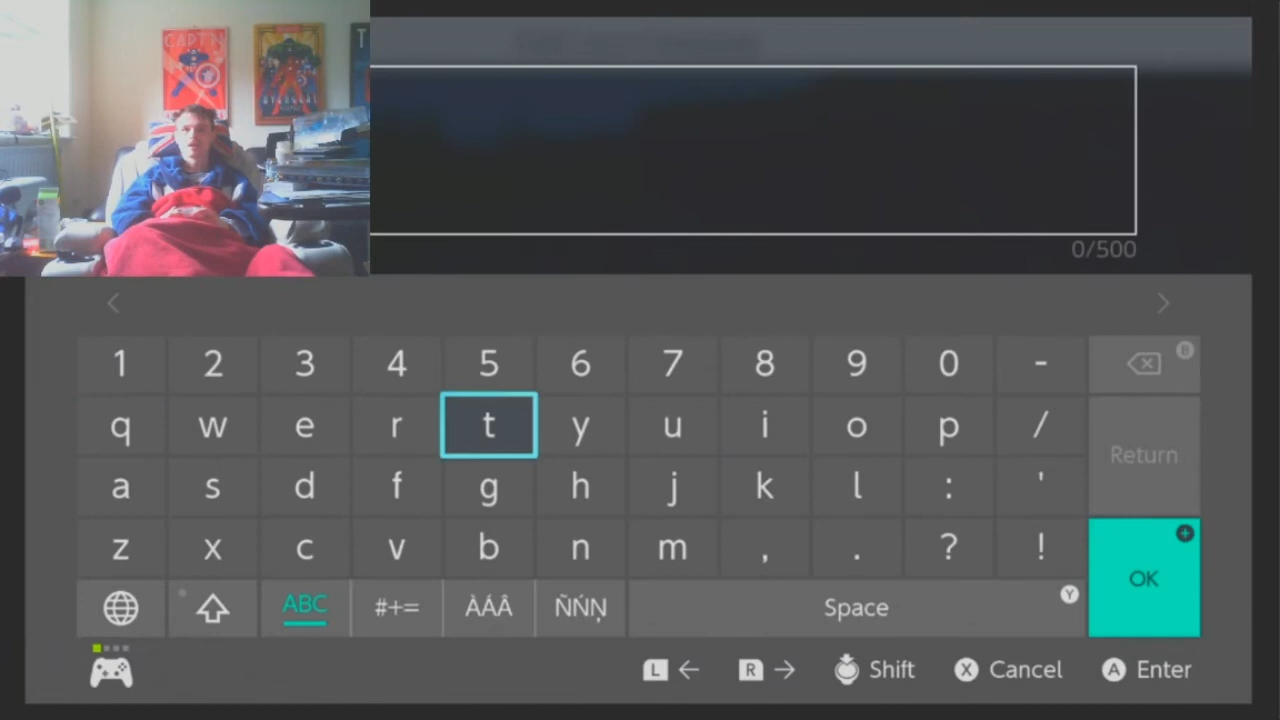 CAPT'N
0/500
1 2 3 4 5 6 7 8 9 0 -
q w e r t y u i o p /
Return
a s d f g h j k l : '
z x c v b n m , . ? !
OK
ABC #+= ÀÁÂ ÑŃŅ Space Y
L ← R → Shift X Cancel A Enter